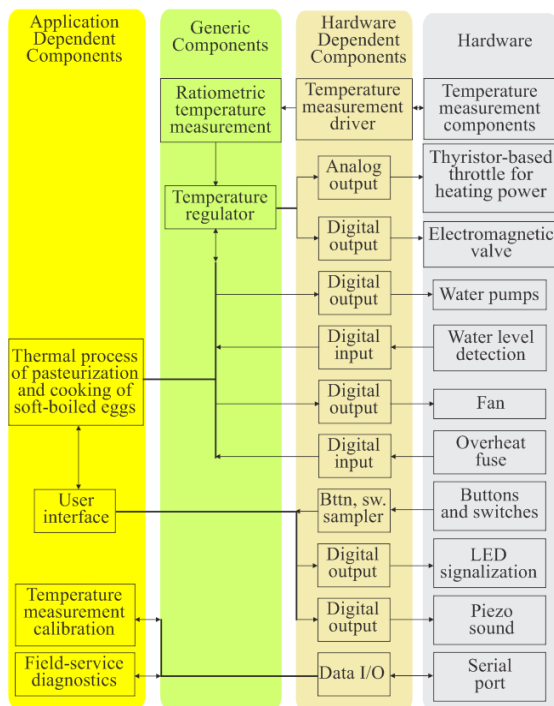 Application
Dependent
Components
Generic
Components
Hardware
Dependent
Components
Hardware
Ratiometric
temperature
measurement
Temperature
measurement
driver
Temperature
measurement
components
Temperature
regulator
Analog
output
Thyristor-based
throttle for
heating power
Digital
output
Electromagnetic
valve
Digital
output
Water pumps
Thermal process
of pasteurization
and cooking of
soft-boiled eggs
Digital
input
Water level
detection
Digital
output
Fan
Digital
input
Overheat
fuse
User
interface
Bttn, sw.
sampler
Buttons
and switches
Digital
output
LED
signalization
Temperature
measurement
calibration
Digital
output
Piezo
sound
Field-service
diagnostics
Data I/O
Serial
port